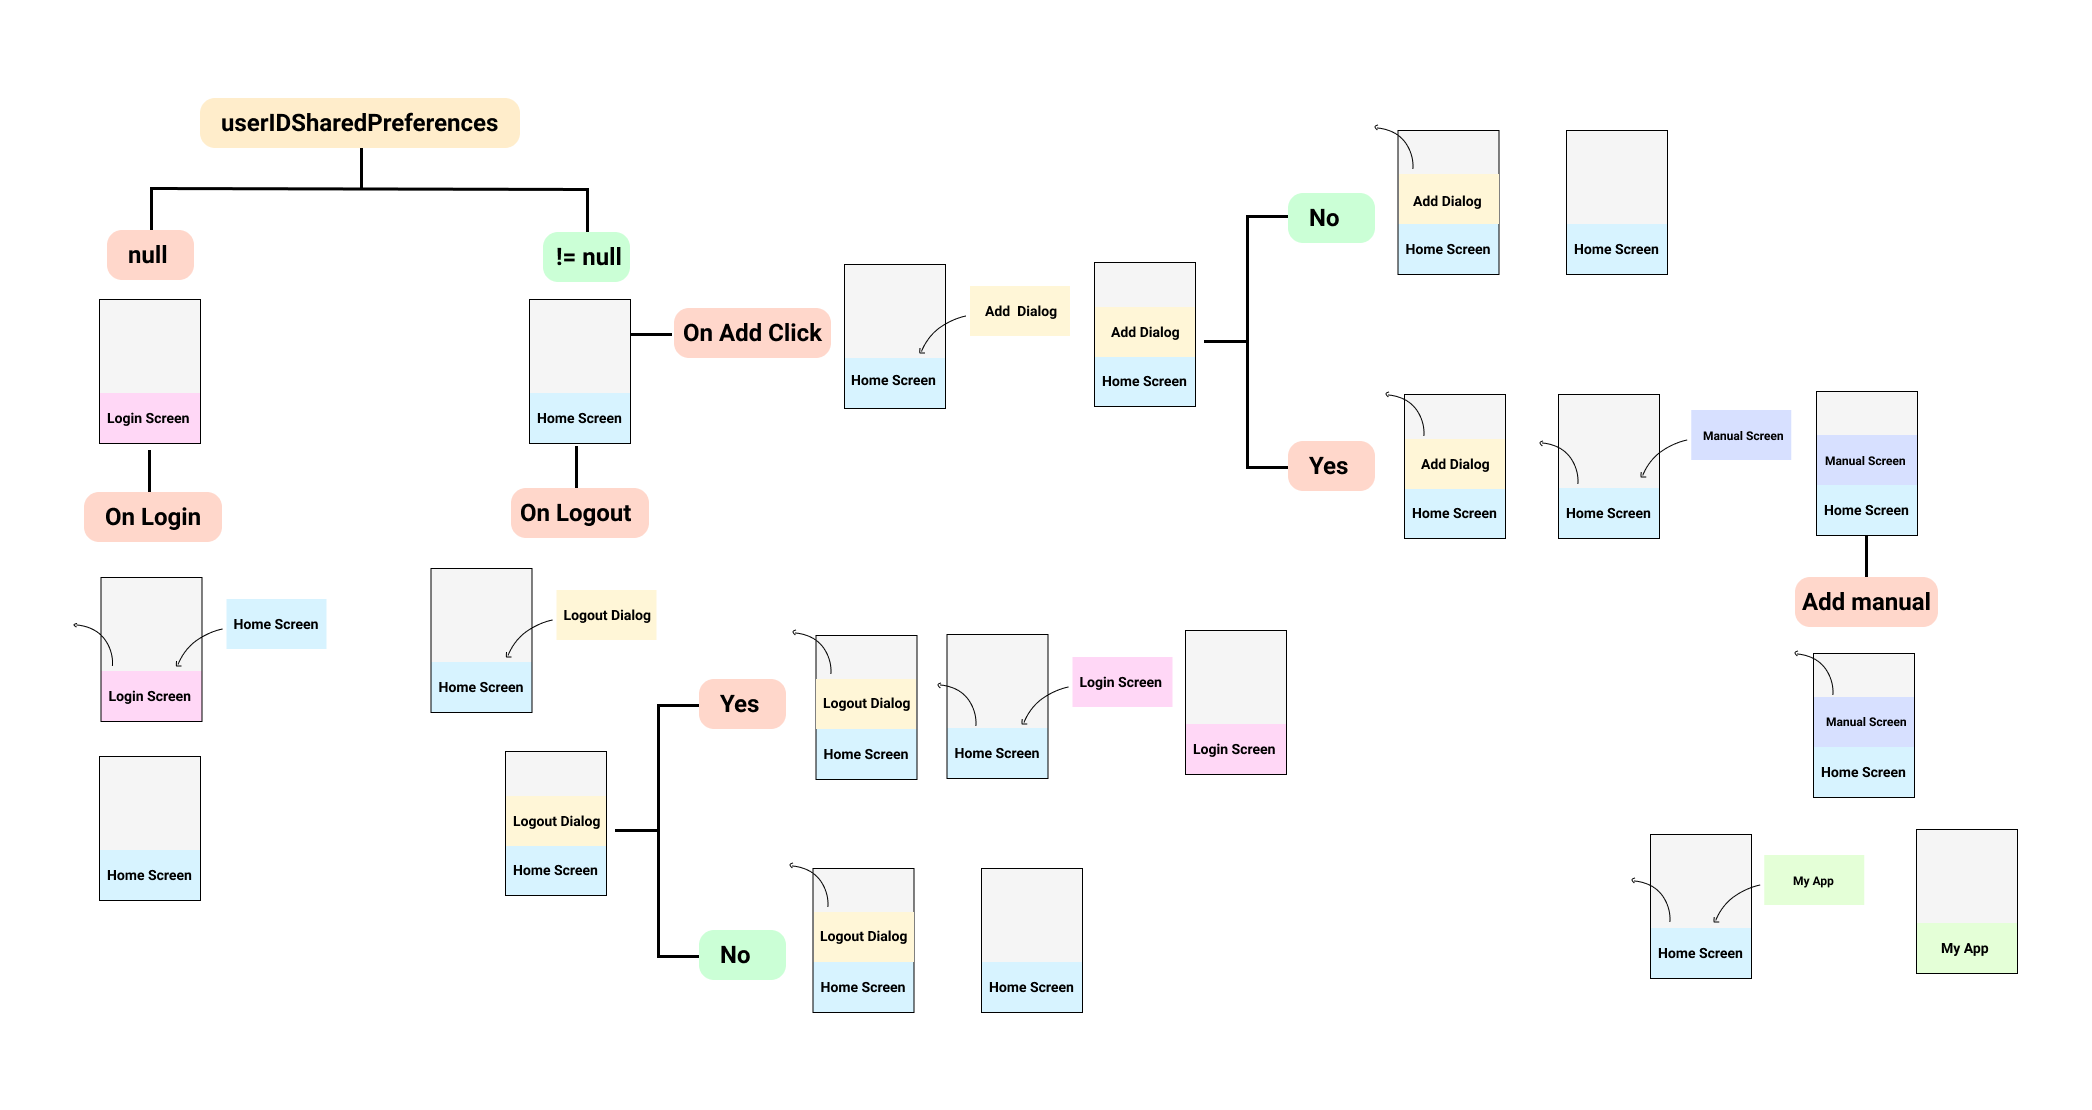 userIDSharedPreferences
null
!= null
Login Screen
On Login
Home Screen
Login Screen
Home Screen
Home Screen
On Logout
Logout Dialog
Home Screen
Logout Dialog
Home Screen
Yes
Logout Dialog
Home Screen
Home Screen
Login Screen
Login Screen
No
Logout Dialog
Home Screen
Home Screen
On Add Click
Home Screen
Add Dialog
Add Dialog
Home Screen
No
Add Dialog
Home Screen
Home Screen
Yes
Add Dialog
Home Screen
Home Screen
Manual Screen
Manual Screen
Home Screen
Add manual
Manual Screen
Home Screen
Home Screen
My App
My App